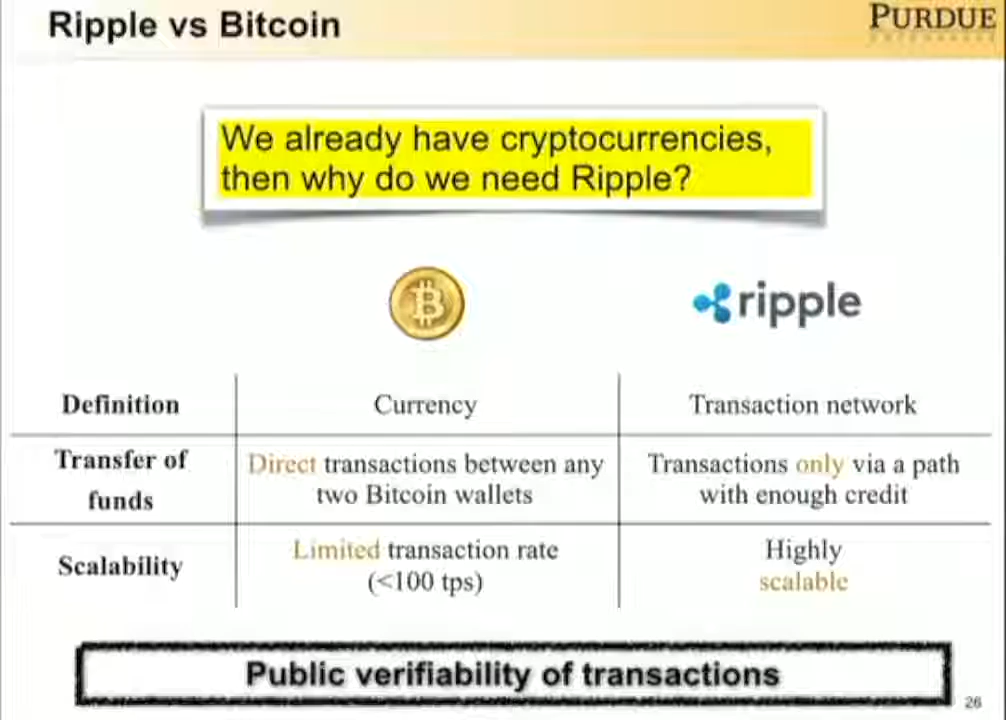 Ripple vs Bitcoin
PURDUE
We already have cryptocurrencies,
then why do we need Ripple?
ripple
Definition
Currency
Transaction network
Transfer of
funds
Direct transactions between any
two Bitcoin wallets
Transactions only via a path
with enough credit
Scalability
Limited transaction rate
(<100 tps)
Highly
scalable
Public verifiability of transactions
26